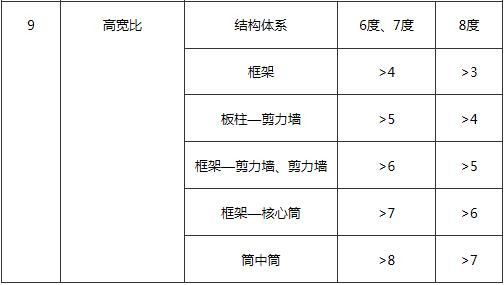 9 高宽比 结构体系 6度、7度 8度
框架 >4 >3
板柱—剪力墙 >5 >4
框架—剪力墙、剪力墙 >6 >5
框架—核心筒 >7 >6
筒中筒 >8 >7